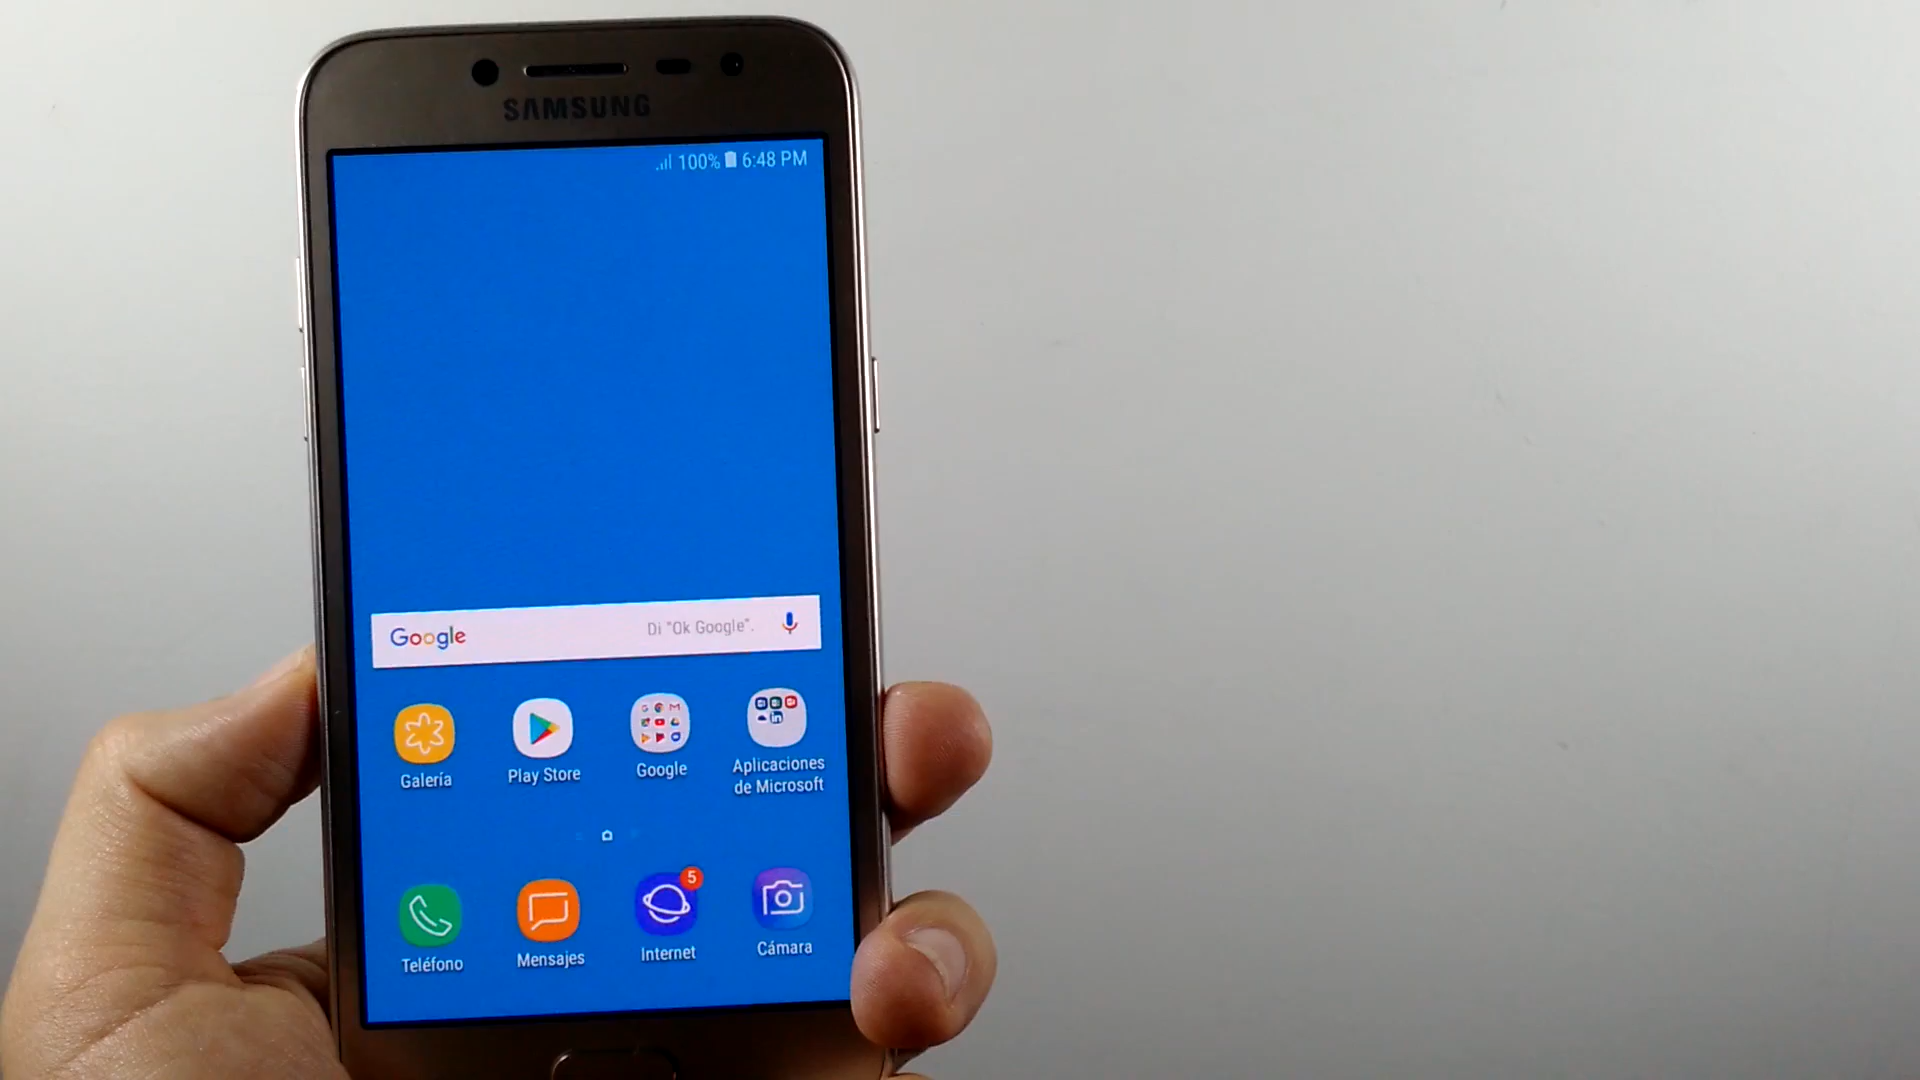 SAMSUNG
100% 6:48 PM
Google Di "Ok Google".
Galería
Play Store
Google
Aplicaciones
de Microsoft
in
5
Teléfono
Mensajes
Internet
Cámara